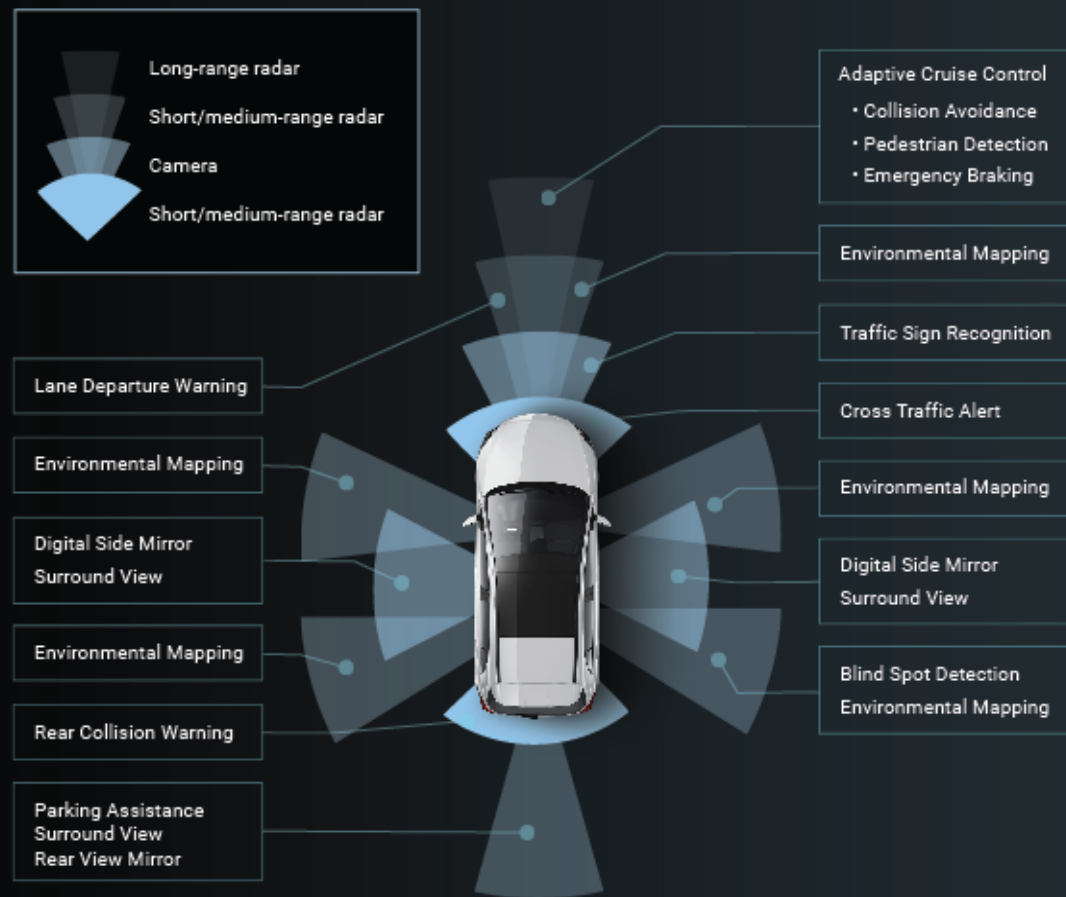 Long-range radar
Short/medium-range radar
Camera
Short/medium-range radar
Adaptive Cruise Control
• Collision Avoidance
• Pedestrian Detection
• Emergency Braking
Environmental Mapping
Traffic Sign Recognition
Cross Traffic Alert
Environmental Mapping
Digital Side Mirror
Surround View
Blind Spot Detection
Environmental Mapping
Lane Departure Warning
Environmental Mapping
Digital Side Mirror
Surround View
Environmental Mapping
Rear Collision Warning
Parking Assistance
Surround View
Rear View Mirror